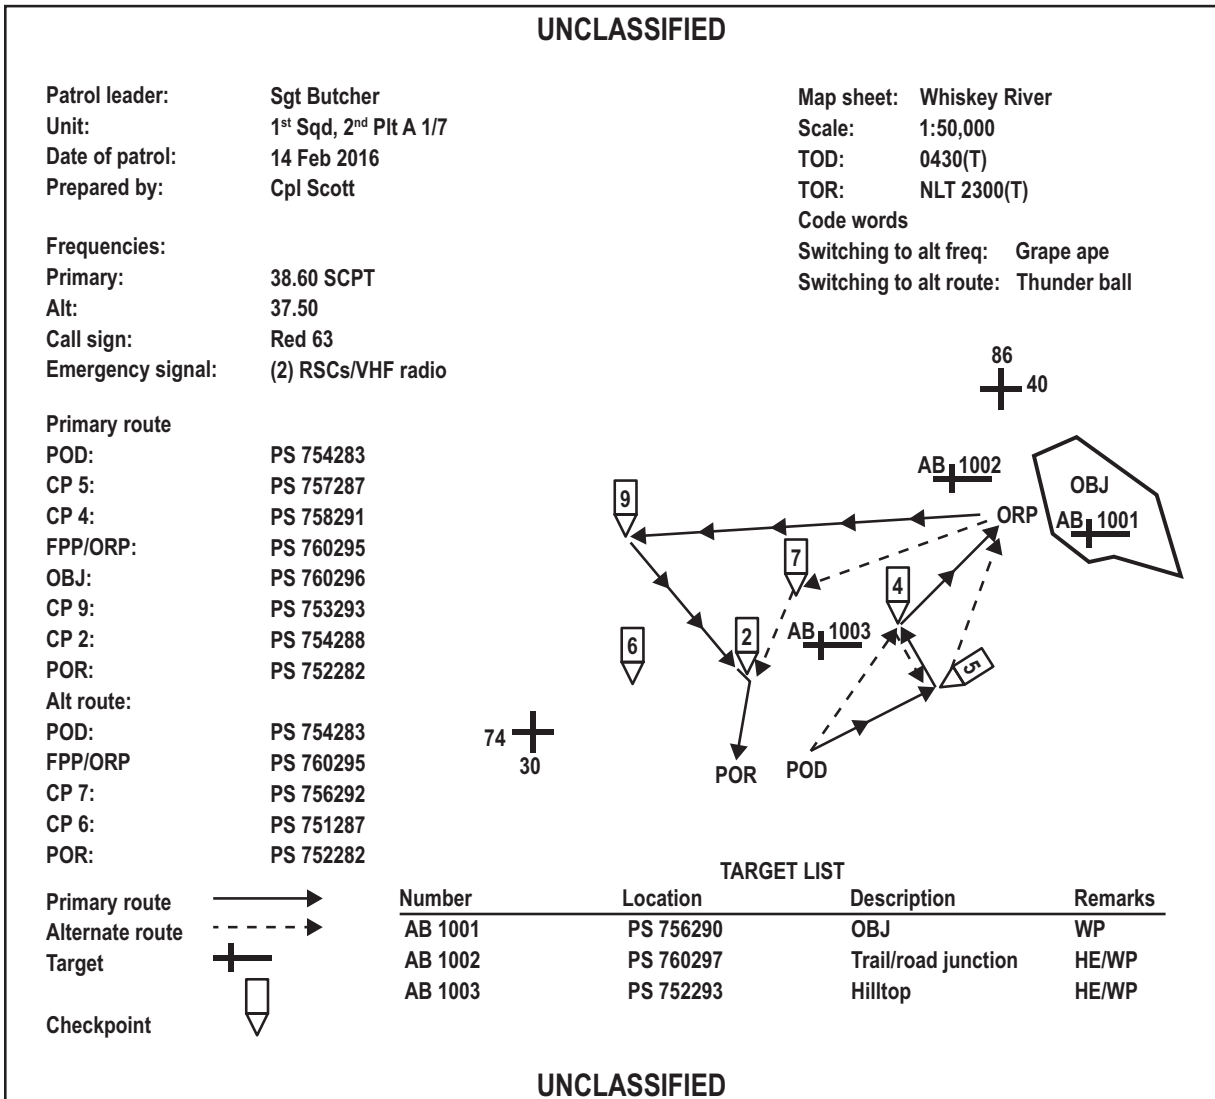 UNCLASSIFIED
Patrol leader: Sgt Butcher
Unit: 1st Sqd, 2nd Plt A 1/7
Date of patrol: 14 Feb 2016
Prepared by: Cpl Scott
Map sheet: Whiskey River
Scale: 1:50,000
TOD: 0430(T)
TOR: NLT 2300(T)
Code words
Switching to alt freq: Grape ape
Switching to alt route: Thunder ball
Frequencies:
Primary: 38.60 SCPT
Alt: 37.50
Call sign: Red 63
Emergency signal: (2) RSCs/VHF radio
Primary route
POD: PS 754283
CP 5: PS 757287
CP 4: PS 758291
FPP/ORP: PS 760295
OBJ: PS 760296
CP 9: PS 753293
CP 2: PS 754288
POR: PS 752282
Alt route:
POD: PS 754283
FPP/ORP PS 760295
CP 7: PS 756292
CP 6: PS 751287
POR: PS 752282
86
40
AB 1002
OBJ
9
ORP
AB 1001
7
4
6
2
AB 1003
5
74
30
POR
POD
Primary route
Alternate route
Target
Checkpoint
TARGET LIST
Number Location Description Remarks
AB 1001 PS 756290 OBJ WP
AB 1002 PS 760297 Trail/road junction HE/WP
AB 1003 PS 752293 Hilltop HE/WP
UNCLASSIFIED